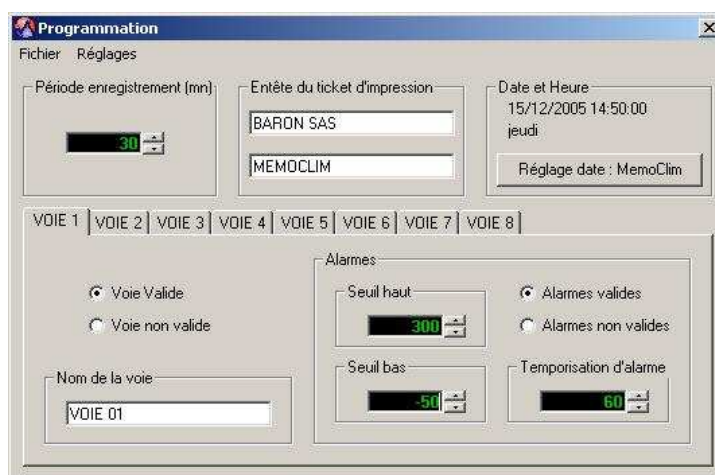 Programmation
Fichier Réglages
Période enregistrement (mn)
30
Entête du ticket d'impression
BARON SAS
MEMOCLIM
Date et Heure
15/12/2005 14:50:00
jeudi
Réglage date : MemoClim
VOIE 1 VOIE 2 VOIE 3 VOIE 4 VOIE 5 VOIE 6 VOIE 7 VOIE 8
Voie Valide
Voie non valide
Nom de la voie
VOIE 01
Alarmes
Seuil haut
300
Alarmes valides
Alarmes non valides
Seuil bas
-50
Temporisation d'alarme
60